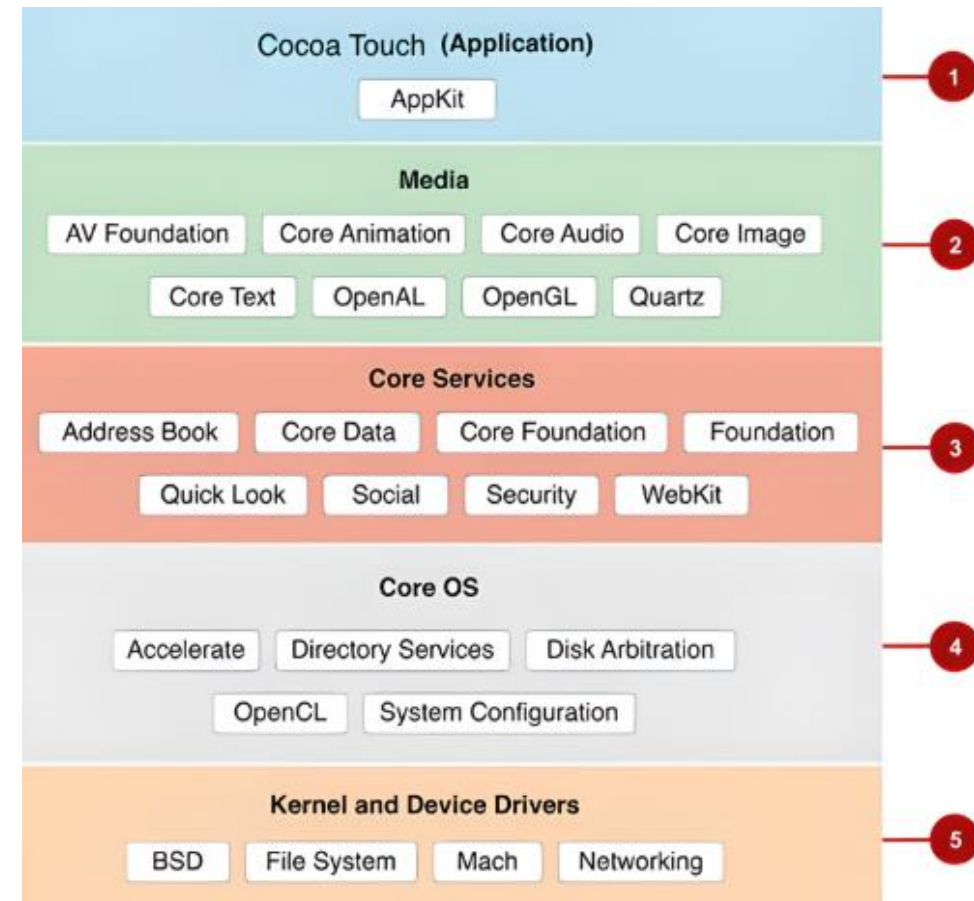 Cocoa Touch (Application)
1
AppKit
Media
AV Foundation Core Animation Core Audio Core Image
2
Core Text OpenAL OpenGL Quartz
Core Services
Address Book Core Data Core Foundation Foundation
3
Quick Look Social Security WebKit
Core OS
Accelerate Directory Services Disk Arbitration
4
OpenCL System Configuration
Kernel and Device Drivers
5
BSD File System Mach Networking